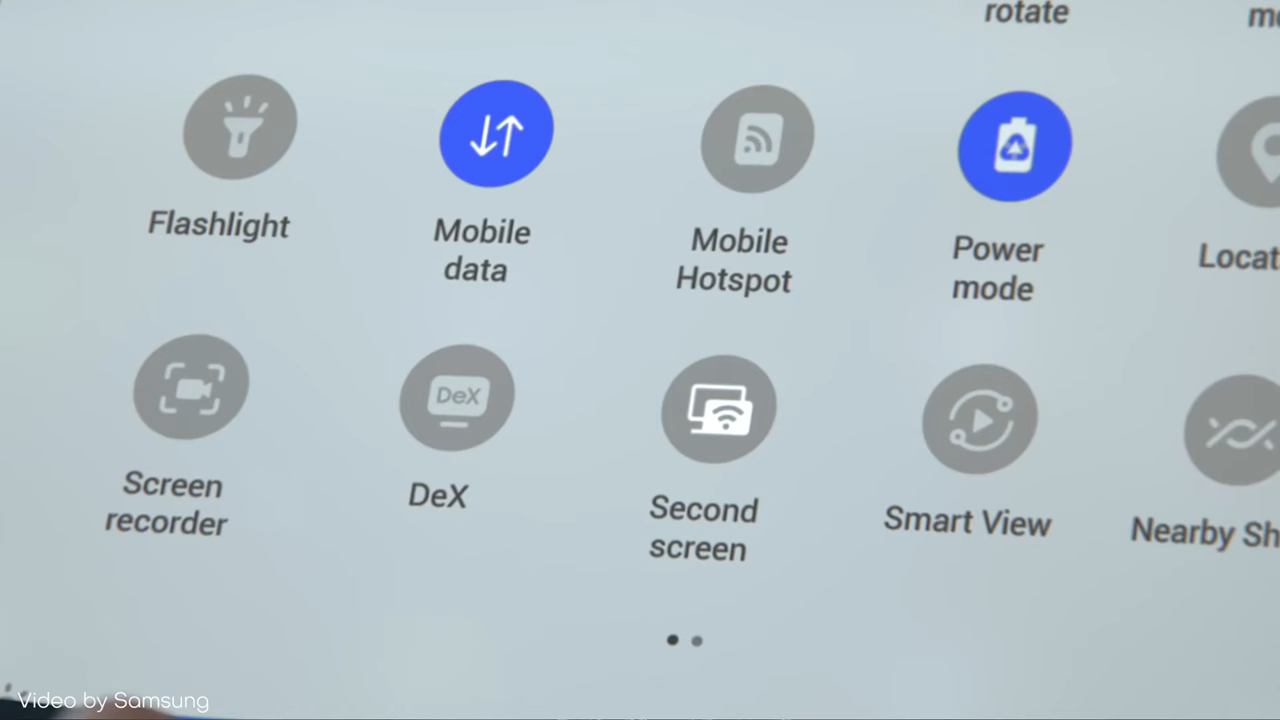 rotate
Flashlight
Mobile
data
Mobile
Hotspot
Power
mode
Screen
recorder
DeX
DeX
Second
screen
Smart View
Nearby
Video by Samsung